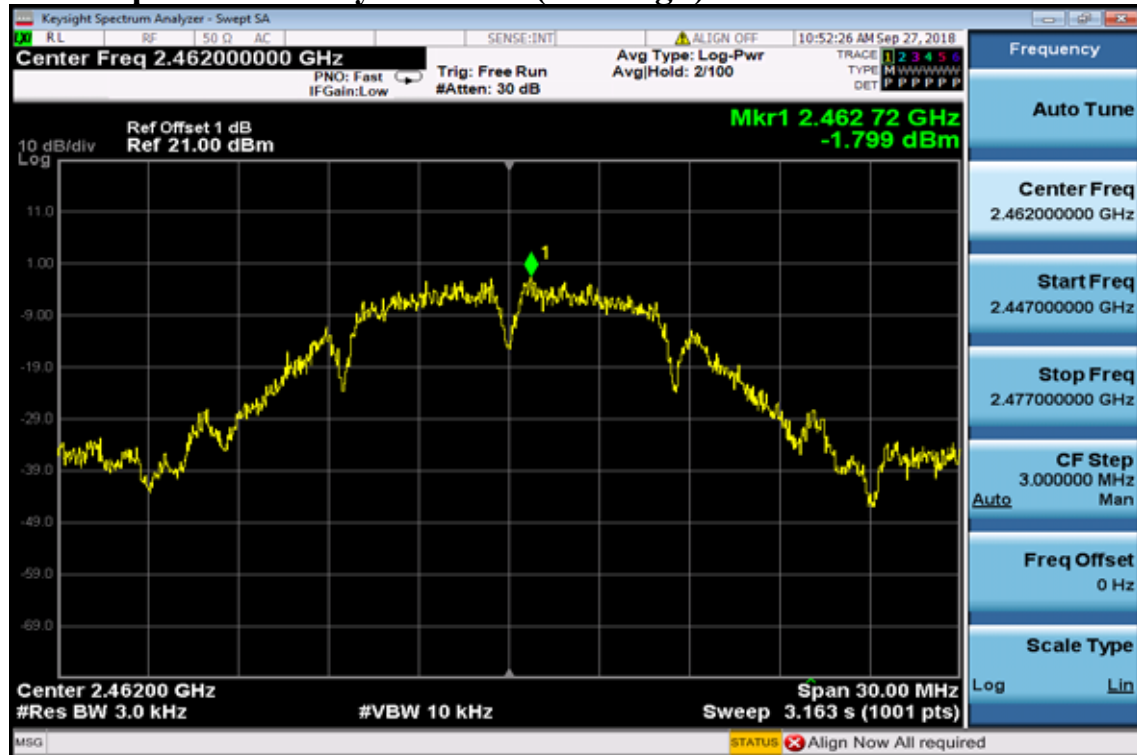 Keysight Spectrum Analyzer - Swept SA
RL RF 50 Ω AC SENSE:INT ALIGN OFF 10:52:26 AM Sep 27, 2018
Center Freq 2.462000000 GHz
PNO: Fast
IFGain:Low
Trig: Free Run
#Atten: 30 dB
Avg Type: Log-Pwr
Avg|Hold: 2/100
TRACE 1 2 3 4 5 6
TYPE M W W W W W
DET P P P P P P
Mkr1 2.462 72 GHz
-1.799 dBm
Ref Offset 1 dB
10 dB/div Ref 21.00 dBm
Log
11.0
1
1.00
-9.00
-19.0
-29.0
-39.0
-49.0
-59.0
-69.0
Center 2.46200 GHz Span 30.00 MHz
#Res BW 3.0 kHz #VBW 10 kHz Sweep 3.163 s (1001 pts)
MSG STATUS Align Now All required
Frequency
Auto Tune
Center Freq
2.462000000 GHz
Start Freq
2.447000000 GHz
Stop Freq
2.477000000 GHz
CF Step
3.000000 MHz
Auto Man
Freq Offset
0 Hz
Scale Type
Log Lin